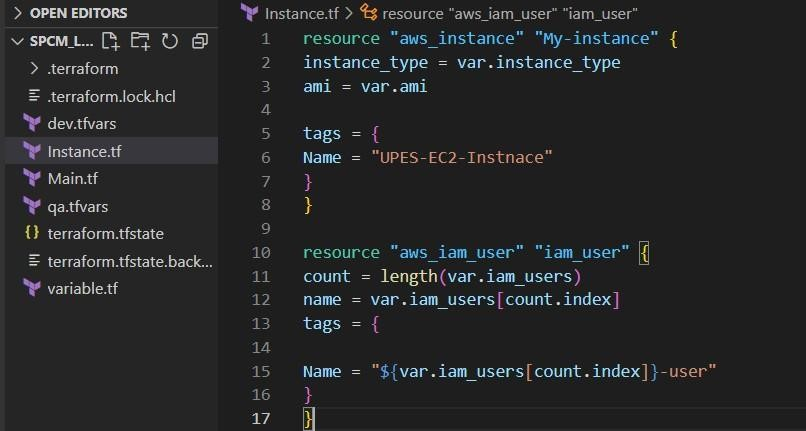 OPEN EDITORS
SPCM_L...
.terraform
.terraform.lock.hcl
dev.tfvars
Instance.tf
Main.tf
qa.tfvars
{} terraform.tfstate
terraform.tfstate.back...
variable.tf
Instance.tf > resource "aws_iam_user" "iam_user"
1 resource "aws_instance" "My-instance" {
2 instance_type = var.instance_type
3 ami = var.ami
4
5 tags = {
6 Name = "UPES-EC2-Instnace"
7 }
8 }
9
10 resource "aws_iam_user" "iam_user" {
11 count = length(var.iam_users)
12 name = var.iam_users[count.index]
13 tags = {
14
15 Name = "${var.iam_users[count.index]}-user"
16 }
17 }